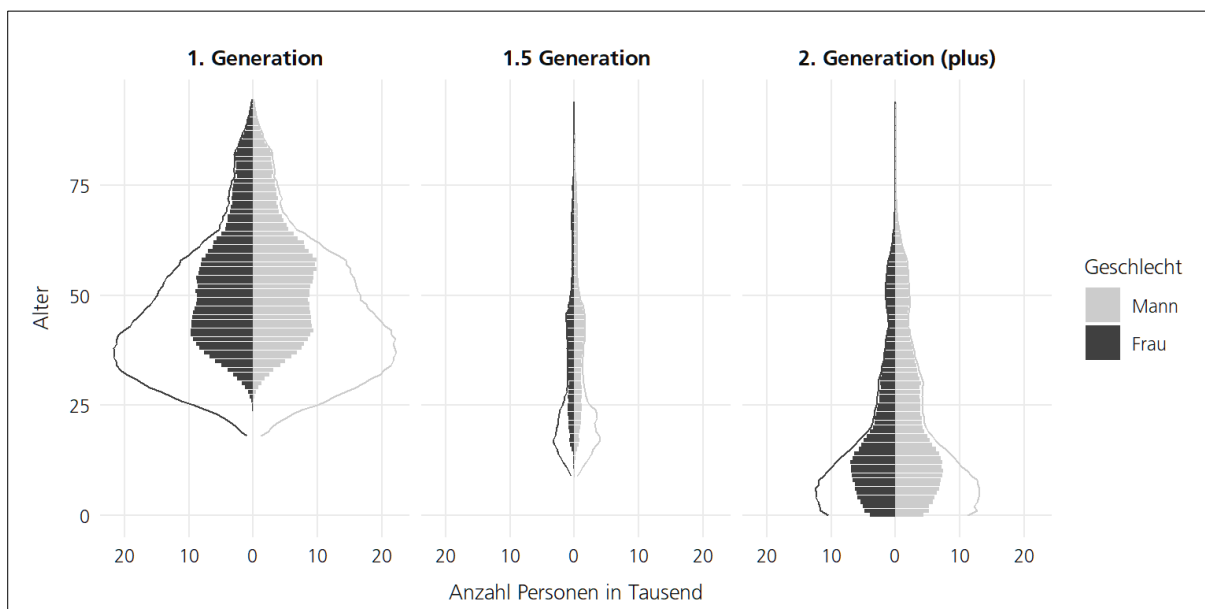 1. Generation
1.5 Generation
2. Generation (plus)
Alter
75
50
25
0
20 10 0 10 20
20 10 0 10 20
20 10 0 10 20
Anzahl Personen in Tausend
Geschlecht
Mann
Frau